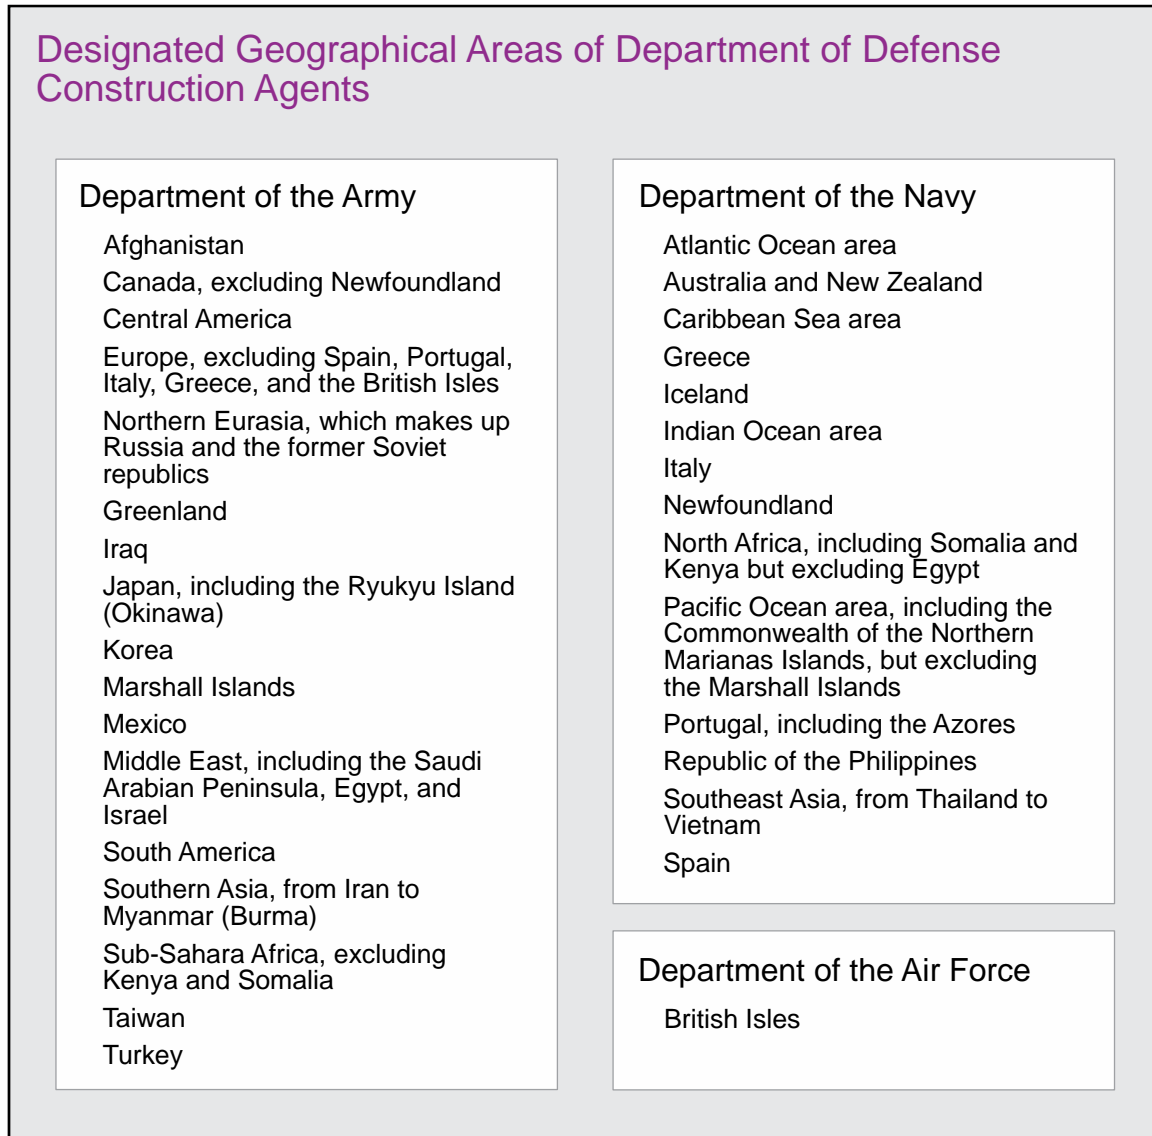 Designated Geographical Areas of Department of Defense
Construction Agents
Department of the Army
Afghanistan
Canada, excluding Newfoundland
Central America
Europe, excluding Spain, Portugal,
Italy, Greece, and the British Isles
Northern Eurasia, which makes up
Russia and the former Soviet
republics
Greenland
Iraq
Japan, including the Ryukyu Island
(Okinawa)
Korea
Marshall Islands
Mexico
Middle East, including the Saudi
Arabian Peninsula, Egypt, and
Israel
South America
Southern Asia, from Iran to
Myanmar (Burma)
Sub-Sahara Africa, excluding
Kenya and Somalia
Taiwan
Turkey
Department of the Navy
Atlantic Ocean area
Australia and New Zealand
Caribbean Sea area
Greece
Iceland
Indian Ocean area
Italy
Newfoundland
North Africa, including Somalia and
Kenya but excluding Egypt
Pacific Ocean area, including the
Commonwealth of the Northern
Marianas Islands, but excluding
the Marshall Islands
Portugal, including the Azores
Republic of the Philippines
Southeast Asia, from Thailand to
Vietnam
Spain
Department of the Air Force
British Isles